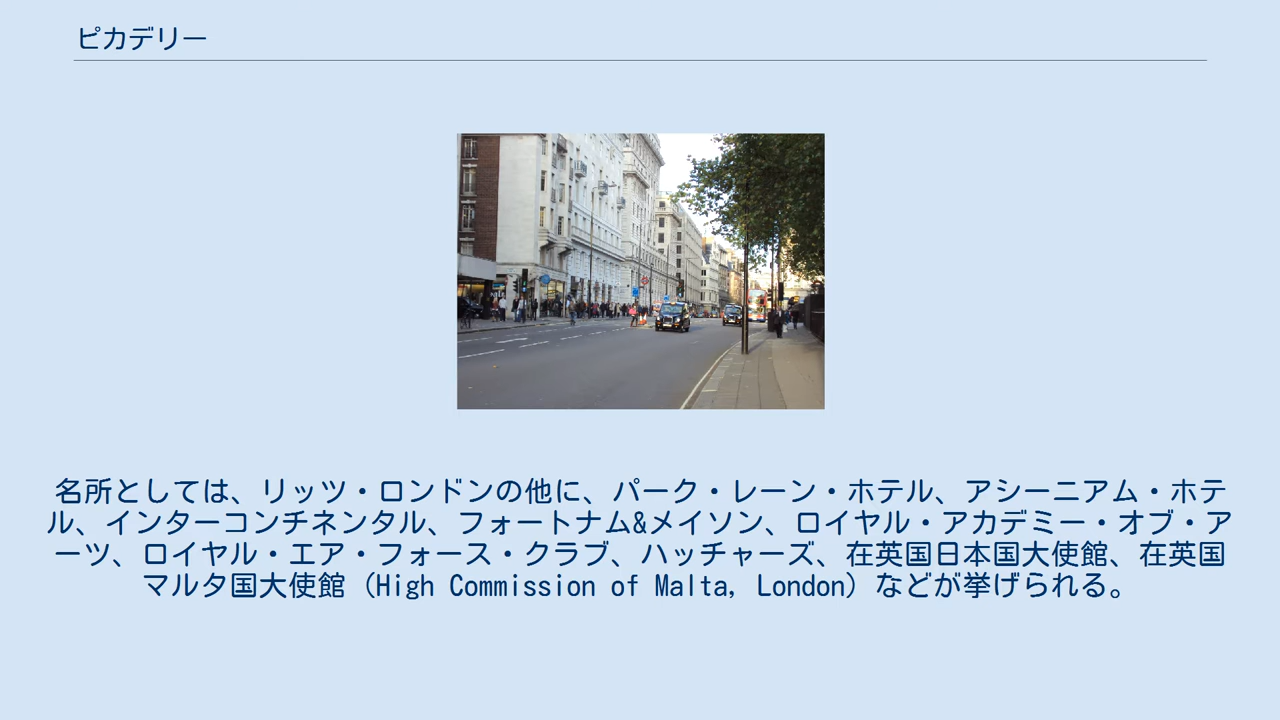 ピカデリー
名所としては、リッツ・ロンドンの他に、パーク・レーン・ホテル、アシーニアム・ホテ
ル、インターコンチネンタル、フォートナム&メイソン、ロイヤル・アカデミー・オブ・ア
ーツ、ロイヤル・エア・フォース・クラブ、ハッチャーズ、在英国日本国大使館、在英国
マルタ国大使館（High Commission of Malta, London）などが挙げられる。